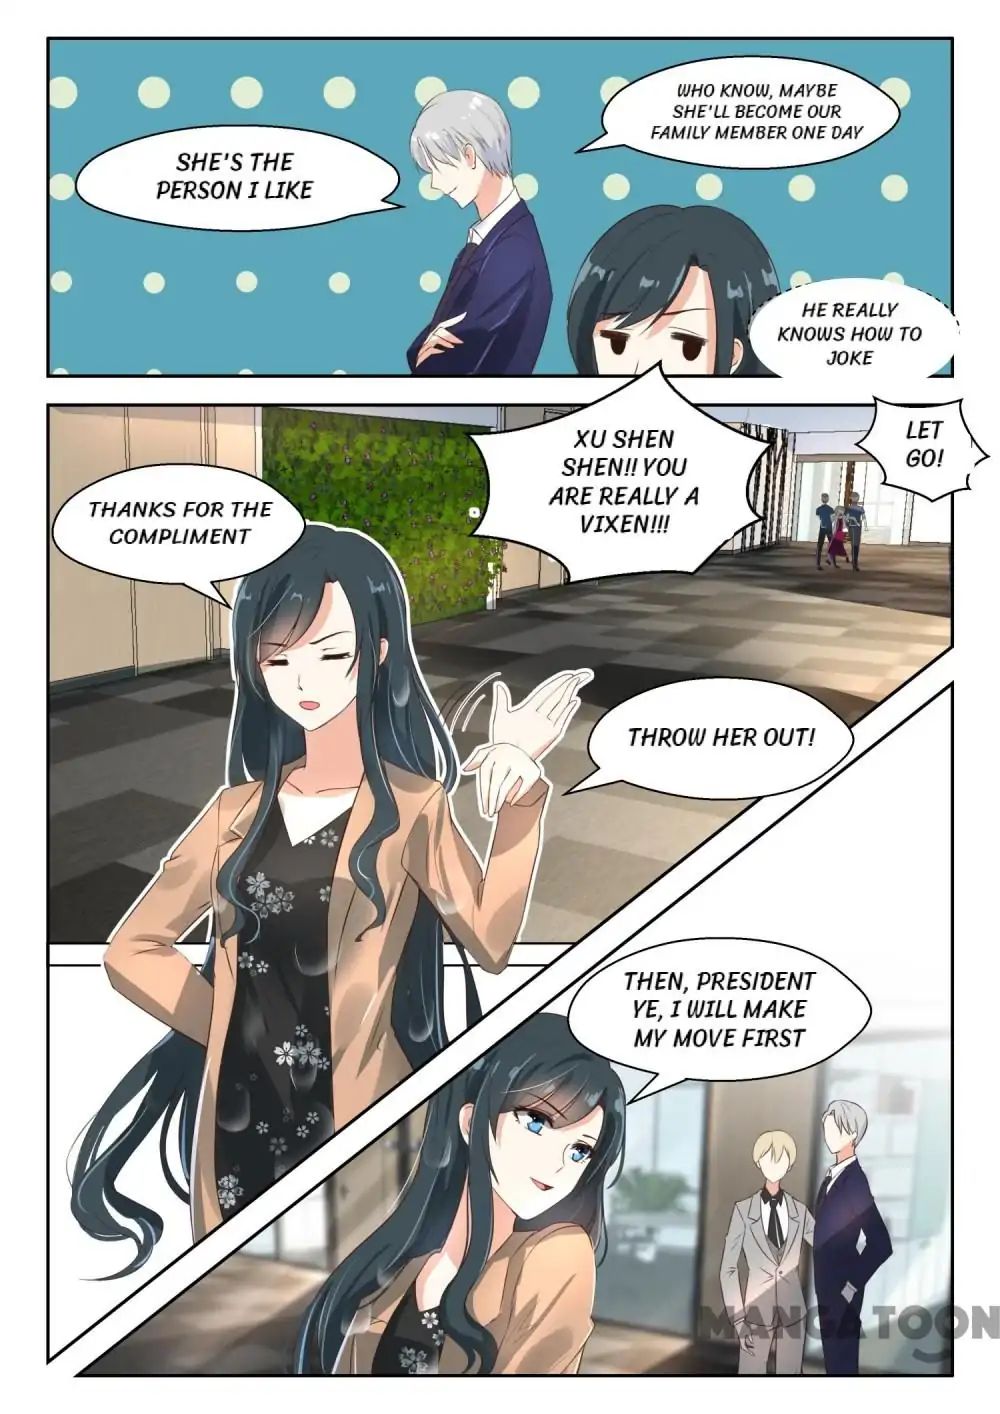 SHE'S THE
PERSON I LIKE
WHO KNOW, MAYBE
SHE'LL BECOME OUR
FAMILY MEMBER ONE DAY
HE REALLY
KNOWS HOW TO
JOKE
THANKS FOR THE
COMPLIMENT
XU SHEN
SHEN!! YOU
ARE REALLY A
VIXEN!!!
LET
GO!
THROW HER OUT!
THEN, PRESIDENT
YE, I WILL MAKE
MY MOVE FIRST
MANGATOON